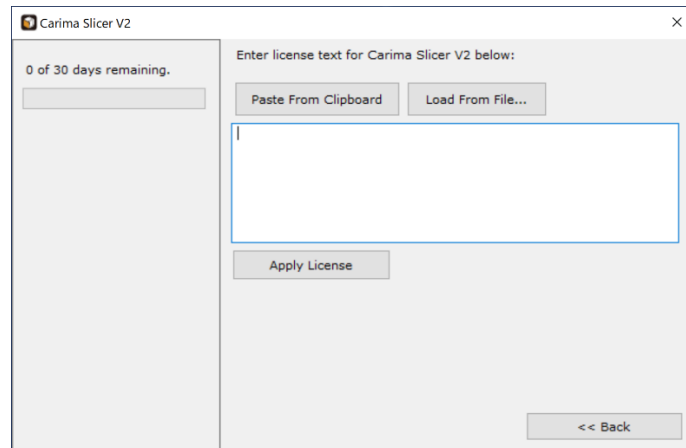 Carima Slicer V2
0 of 30 days remaining.
Enter license text for Carima Slicer V2 below:
Paste From Clipboard
Load From File...
Apply License
<< Back